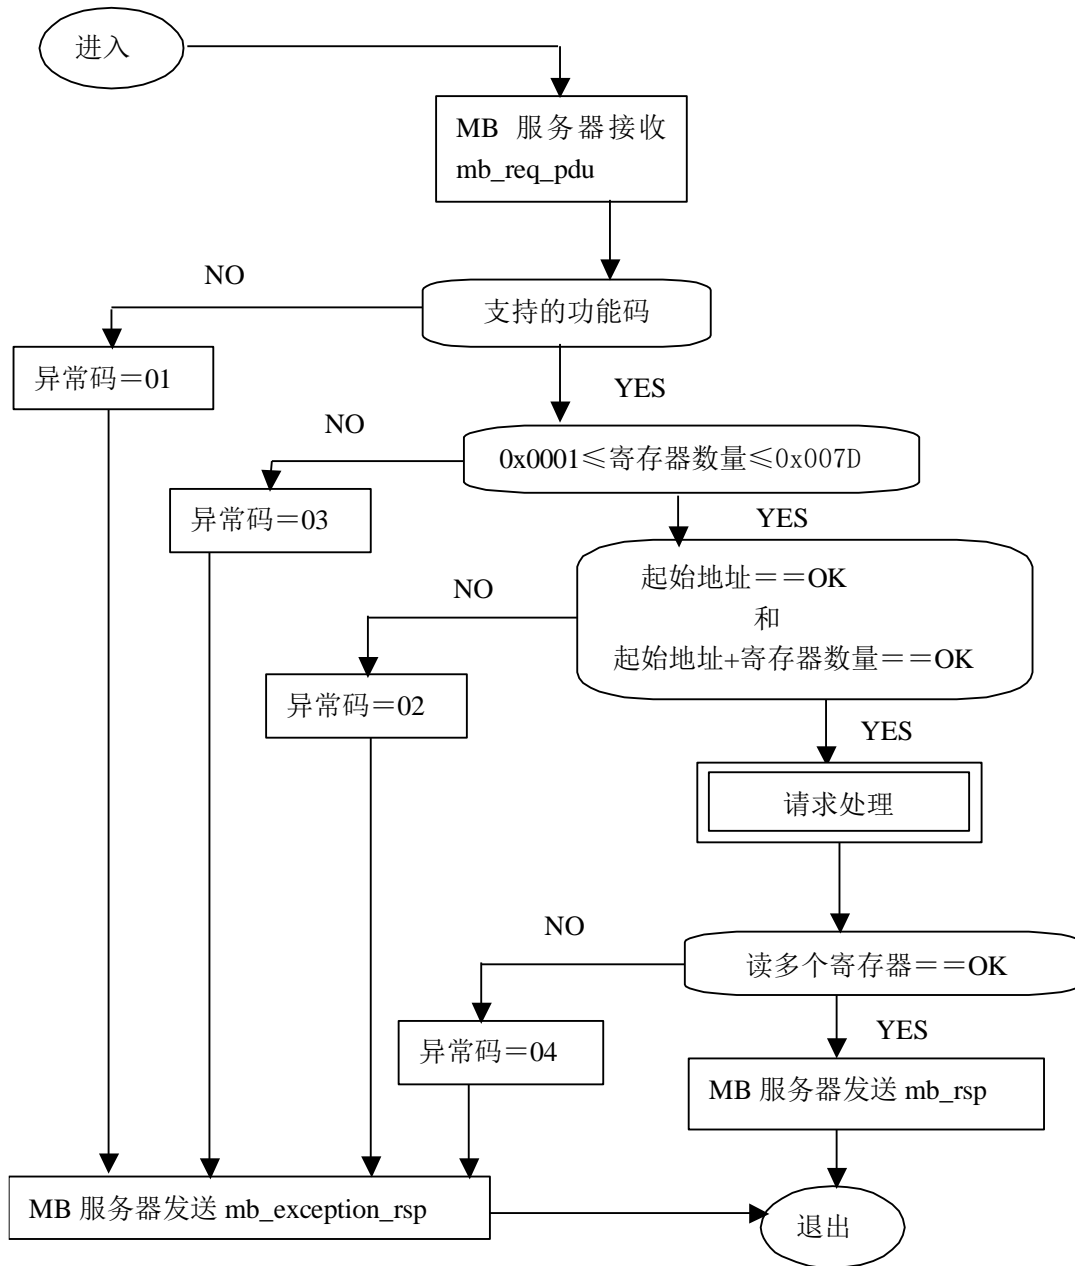 进入
MB 服务器接收
mb_req_pdu
NO
支持的功能码
异常码＝01
YES
NO
0x0001≤寄存器数量≤0x007D
异常码＝03
YES
起始地址＝＝OK
NO
和
起始地址+寄存器数量＝＝OK
异常码＝02
YES
请求处理
NO
读多个寄存器＝＝OK
YES
异常码＝04
MB 服务器发送 mb_rsp
MB 服务器发送 mb_exception_rsp
退出